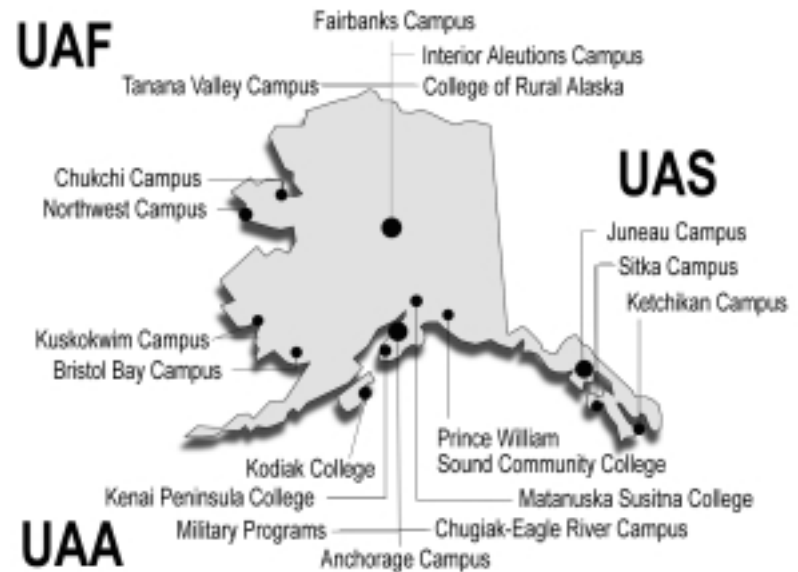 UAF
Fairbanks Campus
Interior Aleutions Campus
Tanana Valley Campus
College of Rural Alaska
UAS
Chukchi Campus
Northwest Campus
Juneau Campus
Sitka Campus
Ketchikan Campus
Kuskokwim Campus
Bristol Bay Campus
Prince William
Sound Community College
Kodiak College
Kenai Peninsula College
Matanuska Susitna College
Military Programs
Chugiak-Eagle River Campus
UAA
Anchorage Campus